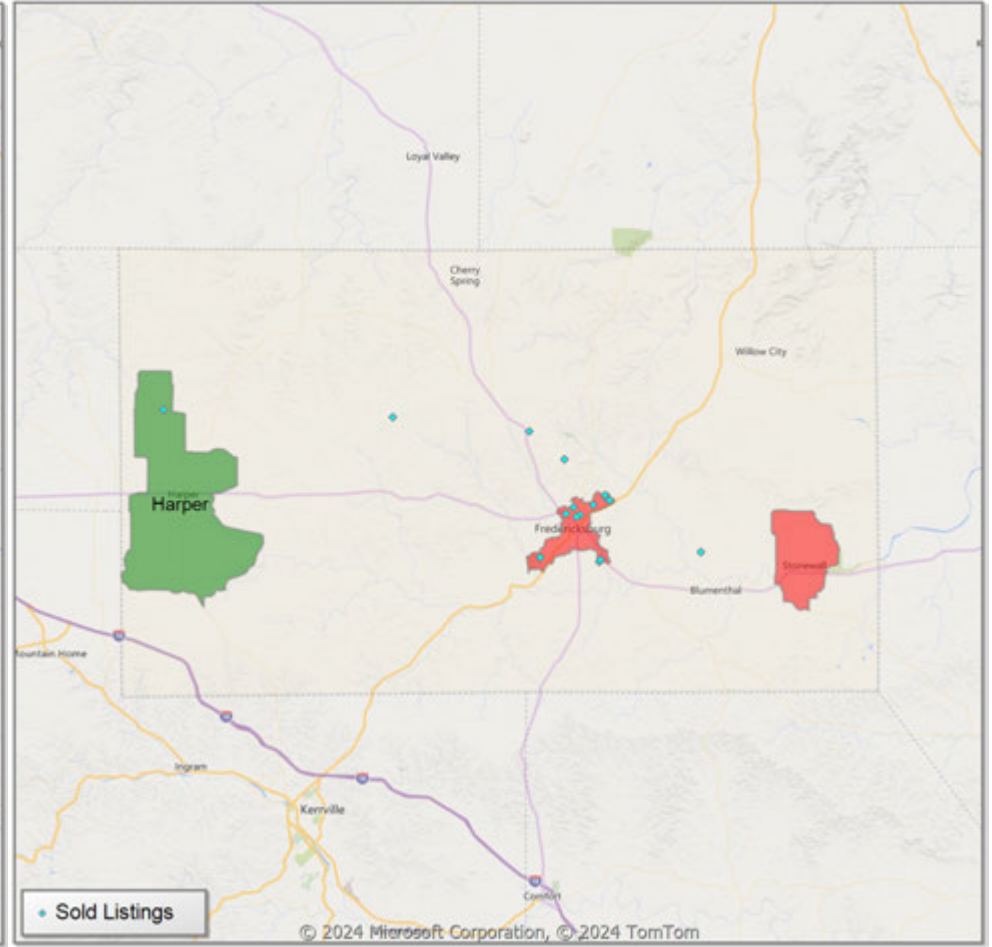 Loyal Valley
Cherry
Spring
Willow City
Harper
Harper
Fredericksburg
Stonewall
Blumenthal
Mountain Home
Ingram
Kerrville
Comfort
Sold Listings
© 2024 Microsoft Corporation, © 2024 TomTom